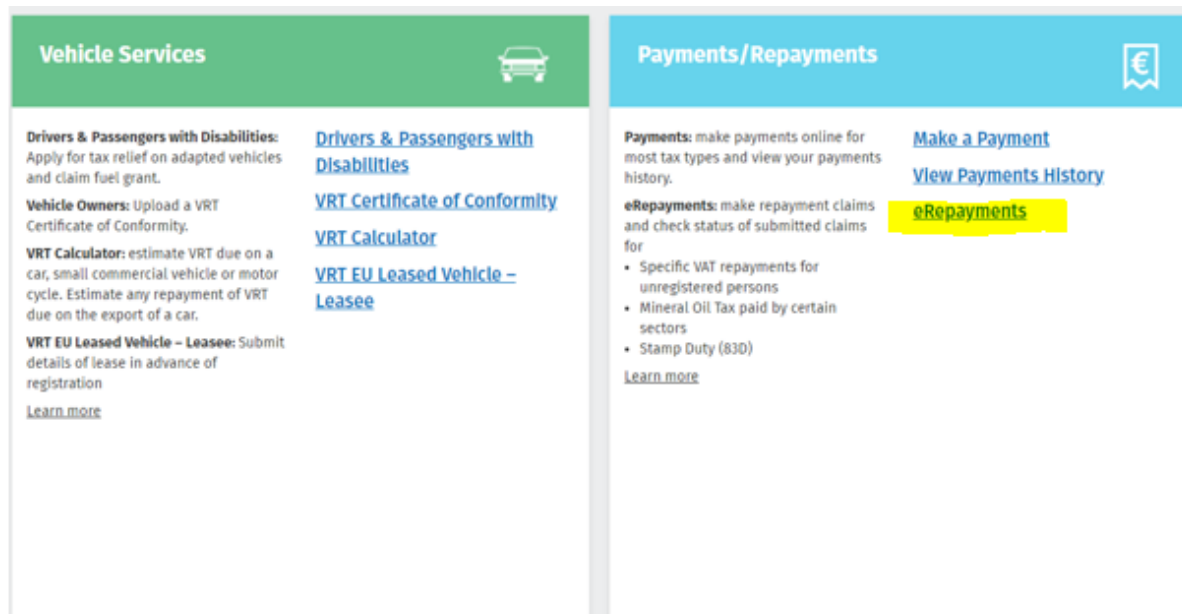 Vehicle Services
Drivers & Passengers with Disabilities:
Apply for tax relief on adapted vehicles
and claim fuel grant.
Vehicle Owners: Upload a VRT
Certificate of Conformity.
VRT Calculator: estimate VRT due on a
car, small commercial vehicle or motor
cycle. Estimate any repayment of VRT
due on the export of a car.
VRT EU Leased Vehicle – Leasee: Submit
details of lease in advance of
registration
Learn more
Drivers & Passengers with
Disabilities
VRT Certificate of Conformity
VRT Calculator
VRT EU Leased Vehicle –
Leasee
Payments/Repayments
€
Payments: make payments online for
most tax types and view your payments
history.
eRepayments: make repayment claims
and check status of submitted claims
for
• Specific VAT repayments for
unregistered persons
• Mineral Oil Tax paid by certain
sectors
• Stamp Duty (83D)
Learn more
Make a Payment
View Payments History
eRepayments